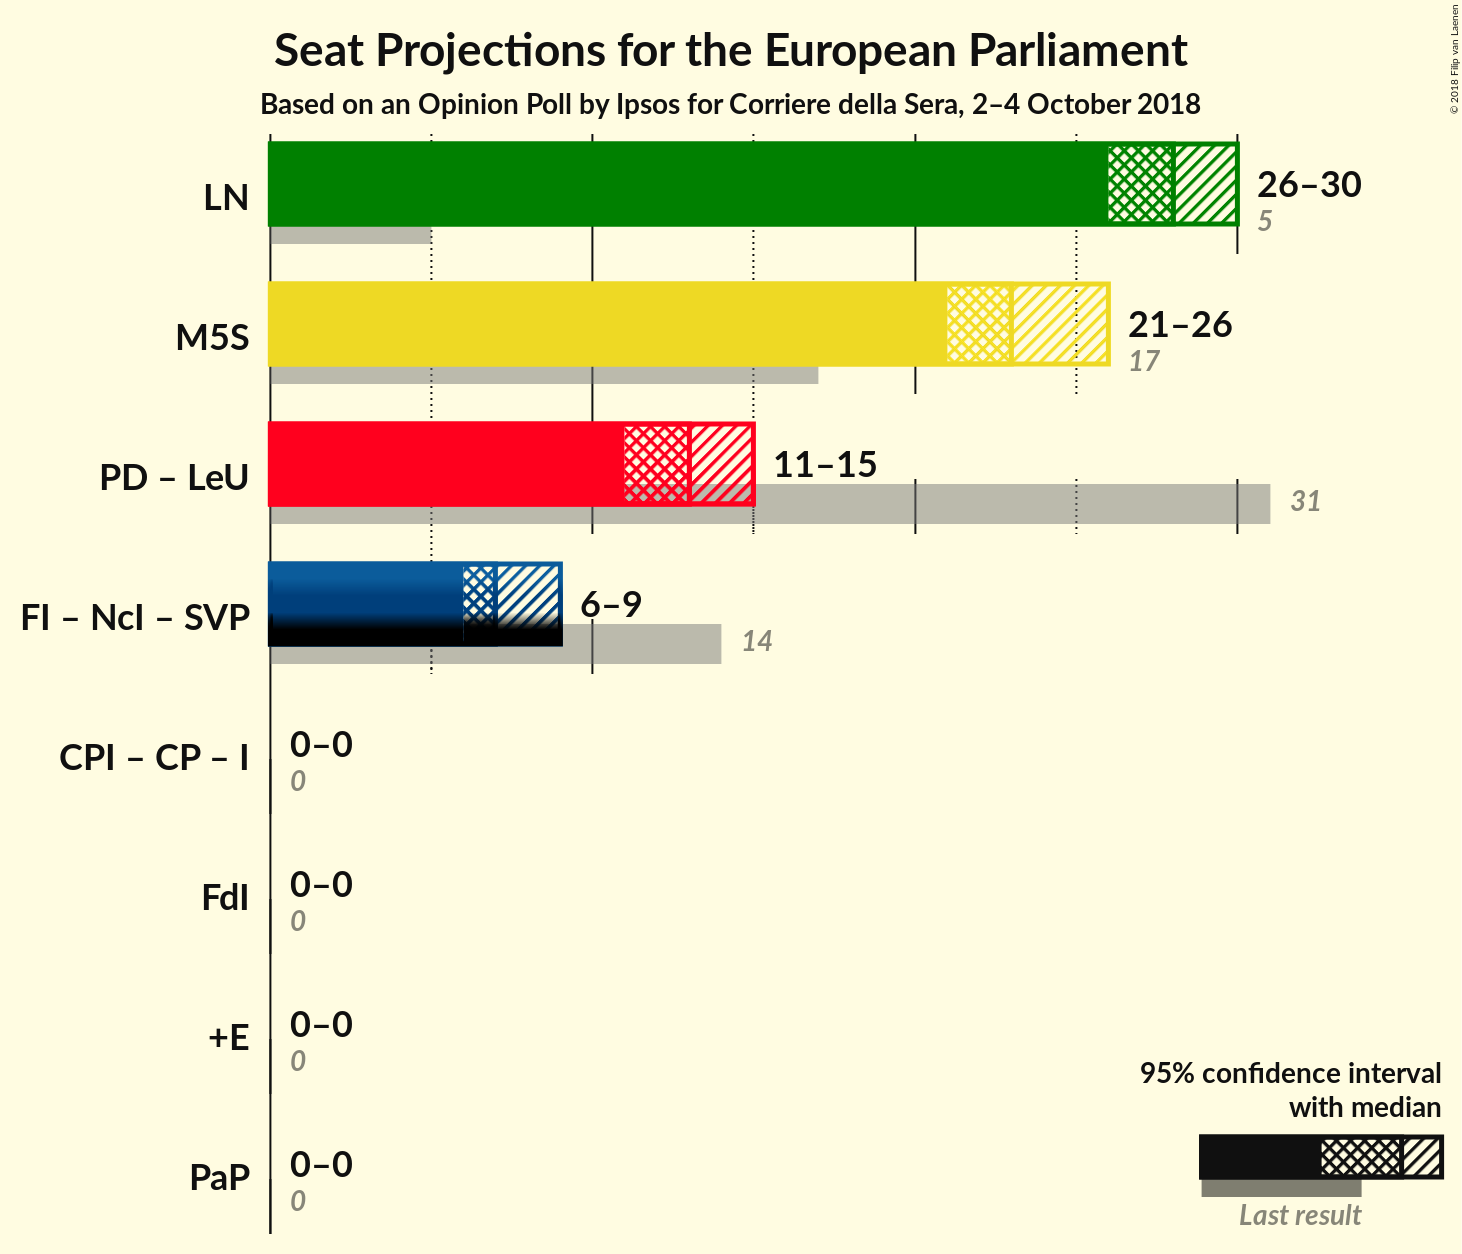 Seat Projections for the European Parliament
Based on an Opinion Poll by Ipsos for Corriere della Sera, 2–4 October 2018
© 2018 Filip van Laenen
LN
26–30
5
M5S
21–26
17
PD – LeU
11–15
31
FI – NcI – SVP
6–9
14
CPI – CP – I
0–0
0
FdI
0–0
0
+E
0–0
0
PaP
0–0
0
95% confidence interval
with median
Last result